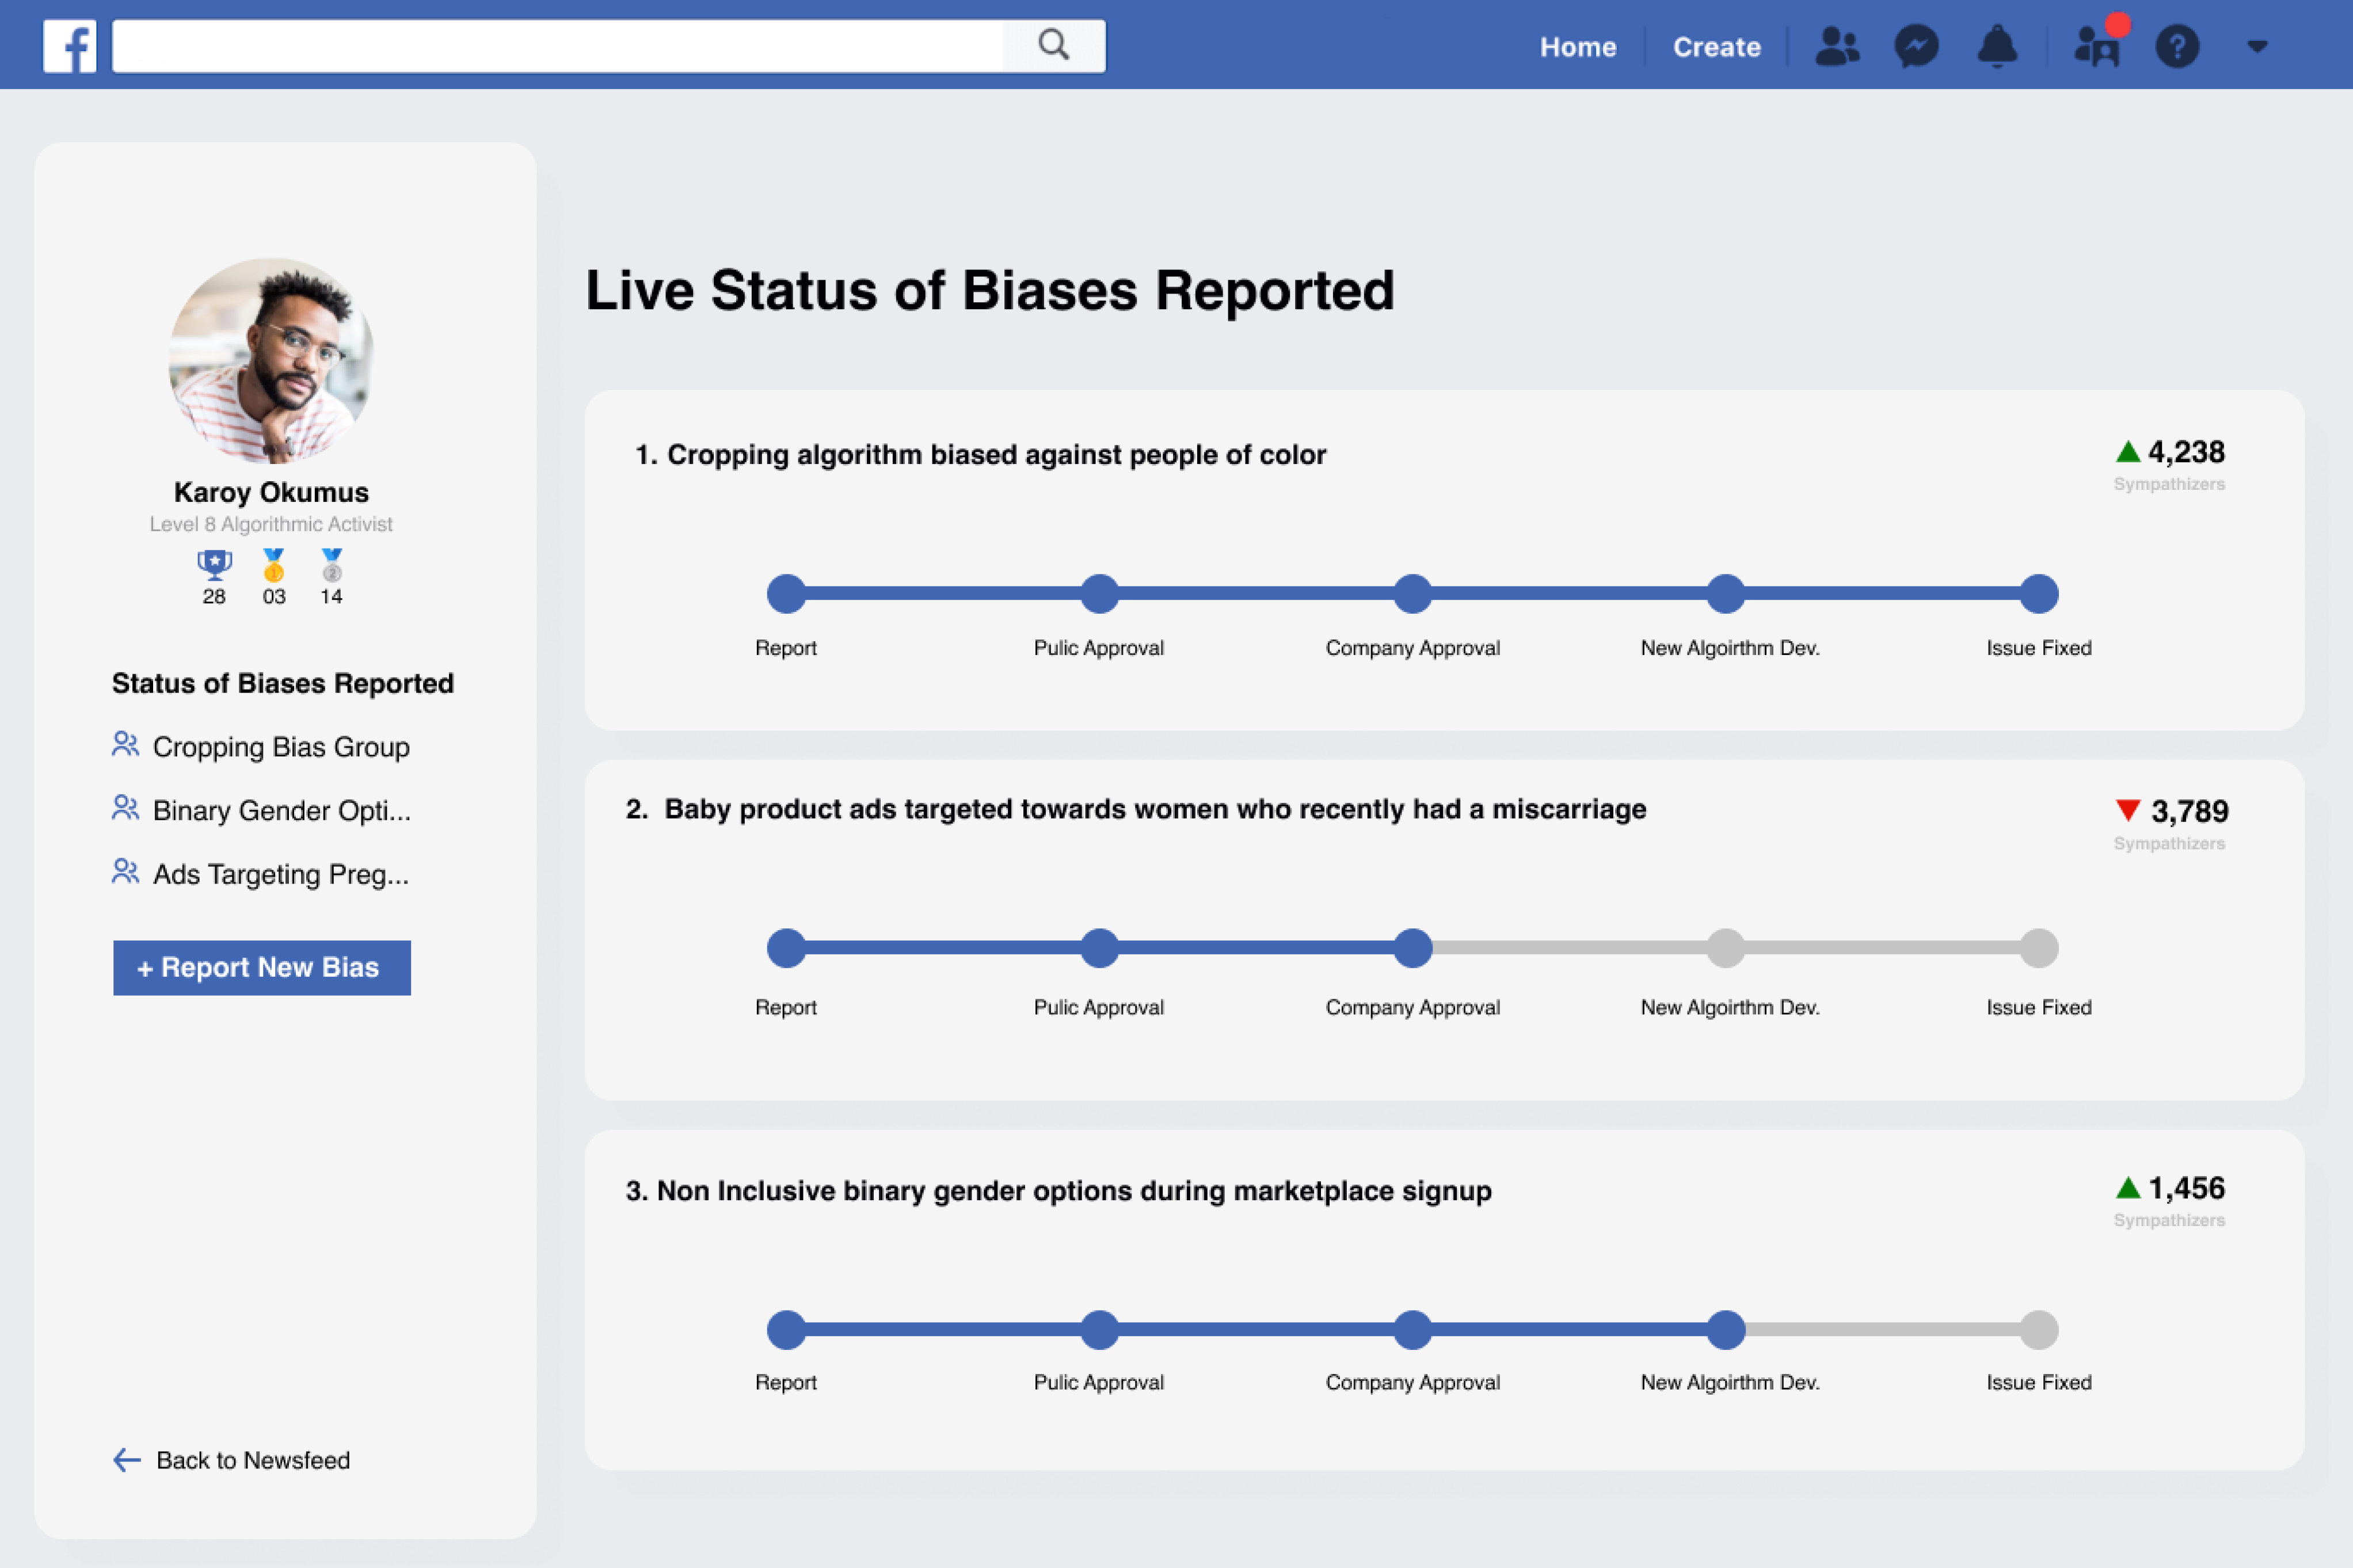 f
Home
Create
?
Karoy Okumus
Level 8 Algorithmic Activist
1
2
28
03
14
Status of Biases Reported
Cropping Bias Group
Binary Gender Opti...
Ads Targeting Preg...
+ Report New Bias
Back to Newsfeed
Live Status of Biases Reported
1. Cropping algorithm biased against people of color
4,238
Sympathizers
Report
Pulic Approval
Company Approval
New Algoirthm Dev.
Issue Fixed
2. Baby product ads targeted towards women who recently had a miscarriage
3,789
Sympathizers
Report
Pulic Approval
Company Approval
New Algoirthm Dev.
Issue Fixed
3. Non Inclusive binary gender options during marketplace signup
1,456
Sympathizers
Report
Pulic Approval
Company Approval
New Algoirthm Dev.
Issue Fixed